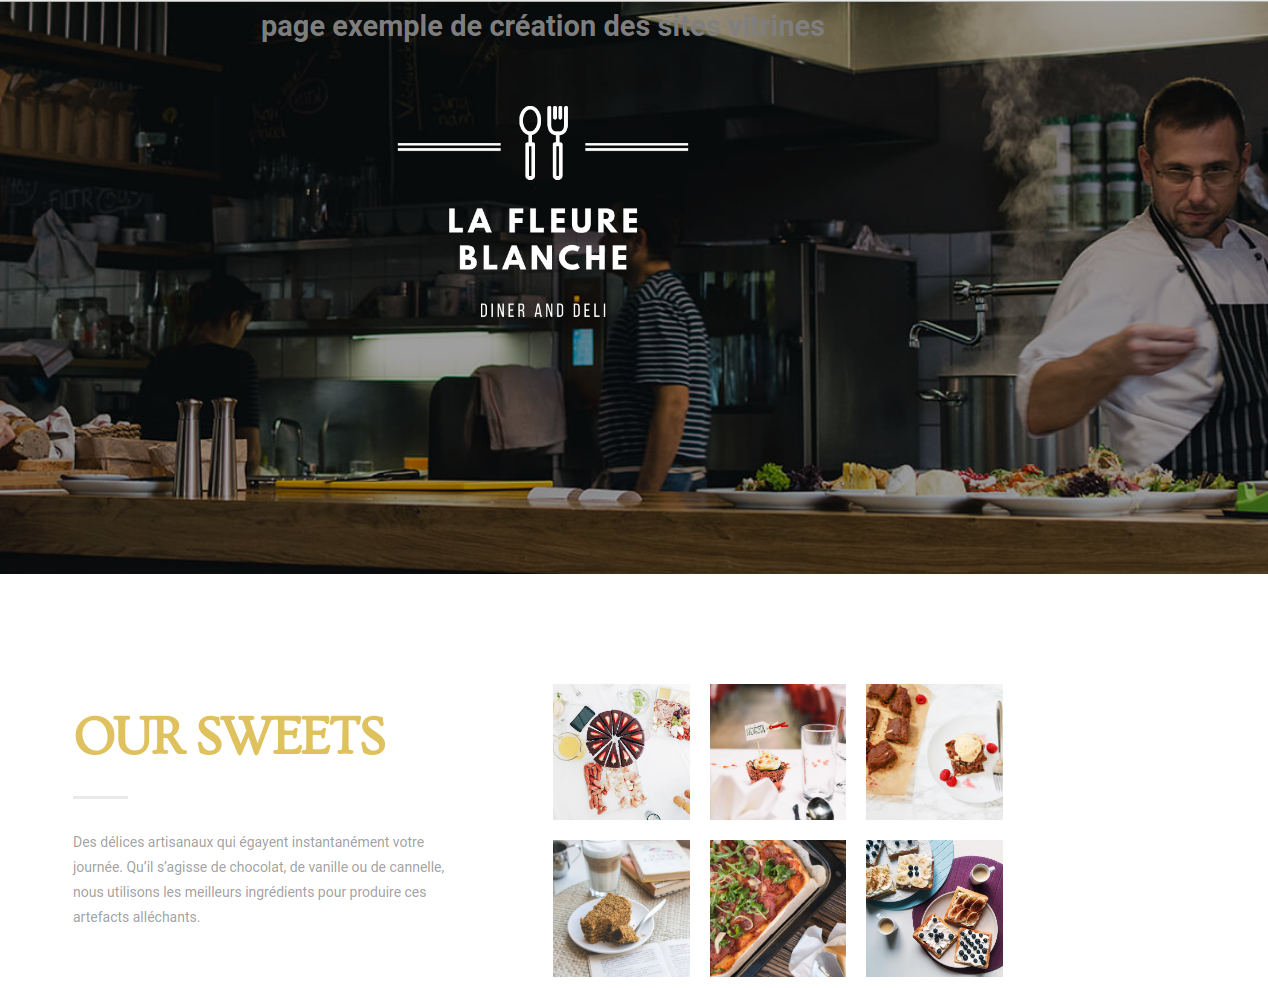 page exemple de création des sites vitrines
LA FLEURE
BLANCHE
DINER AND DELI
OUR SWEETS
Des délices artisanaux qui égayent instantanément votre
journée. Qu’il s’agisse de chocolat, de vanille ou de cannelle,
nous utilisons les meilleurs ingrédients pour produire ces
artefacts alléchants.